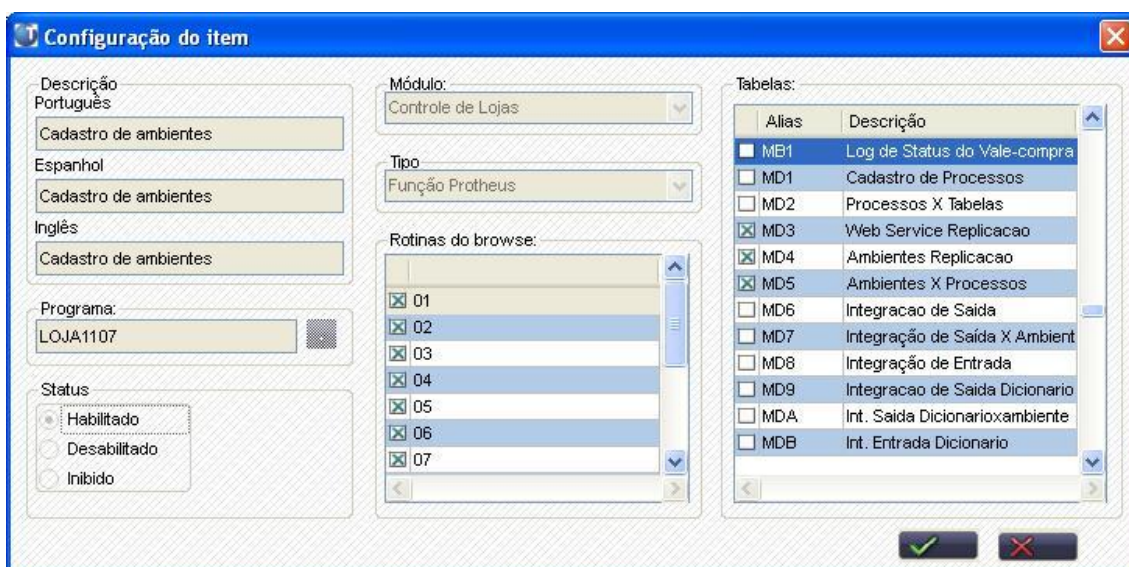 Configuração do item
Descrição
Português
Cadastro de ambientes
Espanhol
Cadastro de ambientes
Inglês
Cadastro de ambientes
Programa:
LOJA1107
Status
Habilitado
Desabilitado
Inibido
Módulo:
Controle de Lojas
Tipo
Função Protheus
Rotinas do browse:
01
02
03
04
05
06
07
Tabelas:
Alias Descrição
MB1 Log de Status do Vale-compra
MD1 Cadastro de Processos
MD2 Processos X Tabelas
MD3 Web Service Replicacao
MD4 Ambientes Replicacao
MD5 Ambientes X Processos
MD6 Integracao de Saida
MD7 Integração de Saída X Ambient
MD8 Integração de Entrada
MD9 Integracao de Saida Dicionario
MDA Int. Saida Dicionarioxambiente
MDB Int. Entrada Dicionario